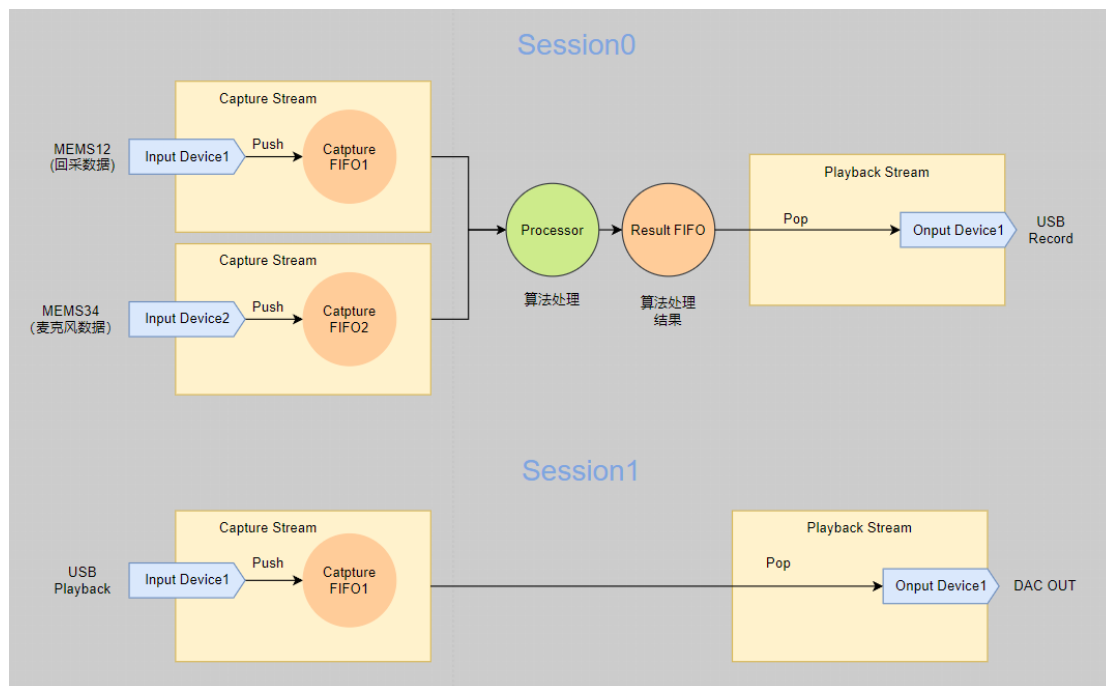 Session0
Capture Stream
MEMS12
(回采数据)
Input Device1
Push
Catpture
FIFO1
Capture Stream
MEMS34
(麦克风数据)
Input Device2
Push
Catpture
FIFO2
Processor
算法处理
Result FIFO
算法处理
结果
Playback Stream
Pop
Onput Device1
USB
Record
Session1
Capture Stream
USB
Playback
Input Device1
Push
Catpture
FIFO1
Playback Stream
Pop
Onput Device1
DAC OUT